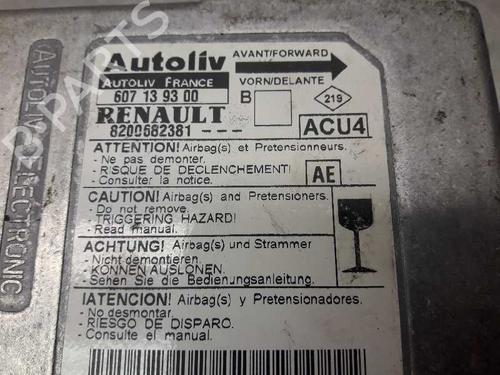 Autoliv
AVANT/FORWARD
AUTOLIV FRANCE
VORN/DELANTE
607 13 93 00
B
219
RENAULT
8200682381 ---
ACU4
ATTENTION! Airbag(s) et Pretensionneurs.
- Ne pas demonter.
- RISQUE DE DECLENCHEMENT!
- Consulter la notice.
AE
CAUTION! Airbag(s) and Pretensioners.
- Do not remove.
- TRIGGERING HAZARD!
- Read manual.
ACHTUNG! Airbag(s) und Strammer
- Nicht demontieren.
- KONNEN AUSLOSEN.
- Sehen Sie die Bedienungsanleitung.
¡ATENCION! Airbag(s) y Pretensionadores.
- No desmontar.
- RIESGO DE DISPARO.
- Consulte el manual.
AUTOLIV ELECTRONIC
PARTS